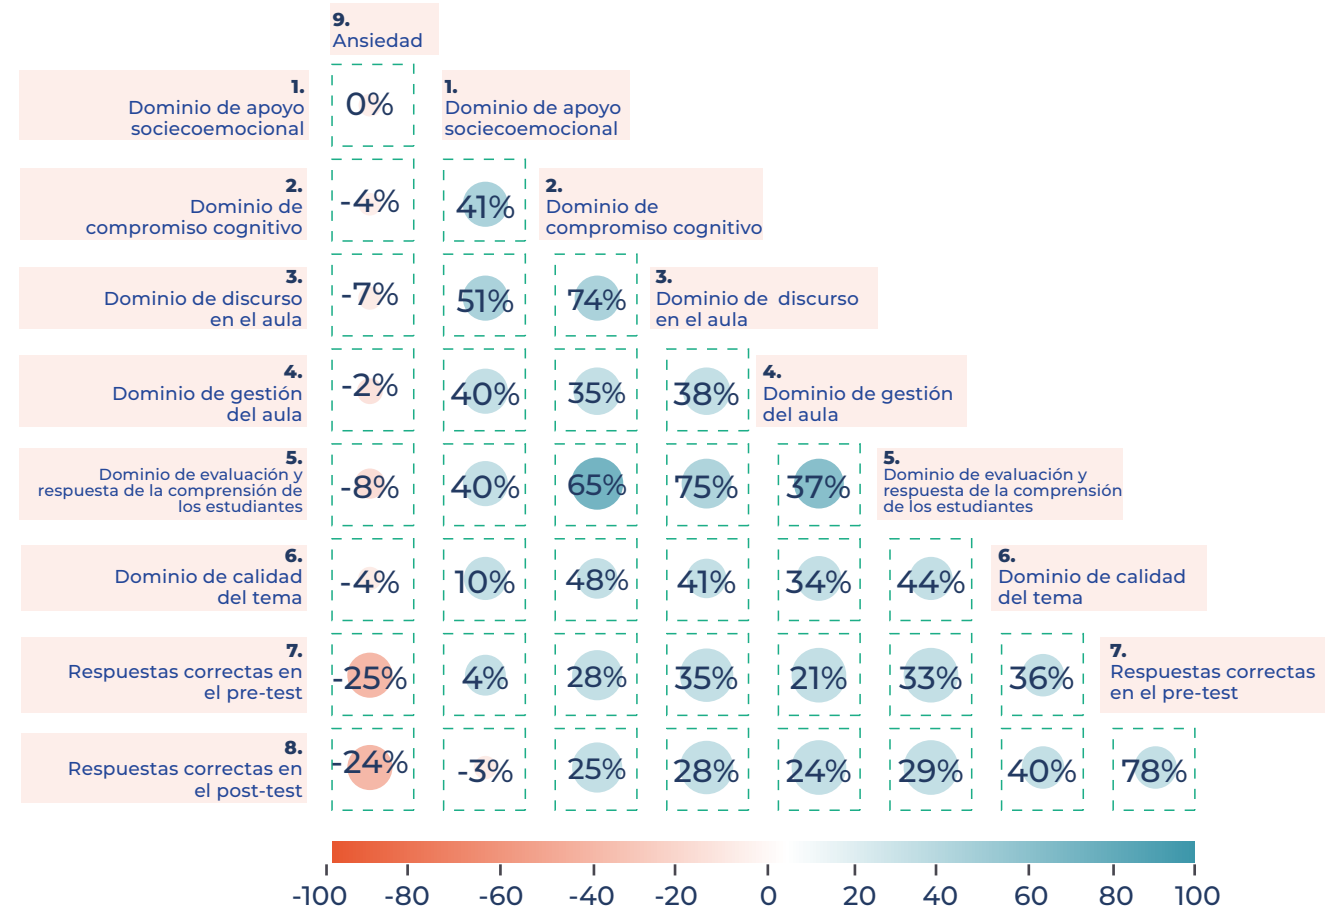 9.
Ansiedad
1.
Dominio de apoyo
sociecoemocional
0%
1.
Dominio de apoyo
sociecoemocional
2.
Dominio de
compromiso cognitivo
-4%
41%
2.
Dominio de
compromiso cognitivo
3.
Dominio de discurso
en el aula
-7%
51%
74%
3.
Dominio de discurso
en el aula
4.
Dominio de gestión
del aula
-2%
40%
35%
38%
4.
Dominio de gestión
del aula
5.
Dominio de evaluación y
respuesta de la comprensión de
los estudiantes
-8%
40%
65%
75%
37%
5.
Dominio de evaluación y
respuesta de la comprensión
de los estudiantes
6.
Dominio de calidad
del tema
-4%
10%
48%
41%
34%
44%
6.
Dominio de calidad
del tema
7.
Respuestas correctas en
el pre-test
-25%
4%
28%
35%
21%
33%
36%
7.
Respuestas correctas
en el pre-test
8.
Respuestas correctas en
el post-test
-24%
-3%
25%
28%
24%
29%
40%
78%
-100 -80 -60 -40 -20 0 20 40 60 80 100